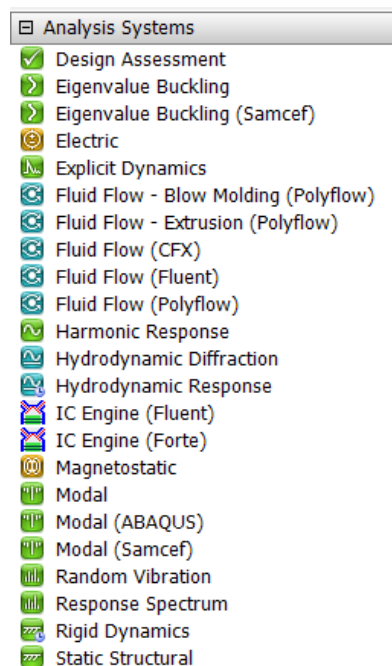 Analysis Systems
Design Assessment
Eigenvalue Buckling
Eigenvalue Buckling (Samcef)
Electric
Explicit Dynamics
Fluid Flow - Blow Molding (Polyflow)
Fluid Flow - Extrusion (Polyflow)
Fluid Flow (CFX)
Fluid Flow (Fluent)
Fluid Flow (Polyflow)
Harmonic Response
Hydrodynamic Diffraction
Hydrodynamic Response
IC Engine (Fluent)
IC Engine (Forte)
Magnetostatic
Modal
Modal (ABAQUS)
Modal (Samcef)
Random Vibration
Response Spectrum
Rigid Dynamics
Static Structural